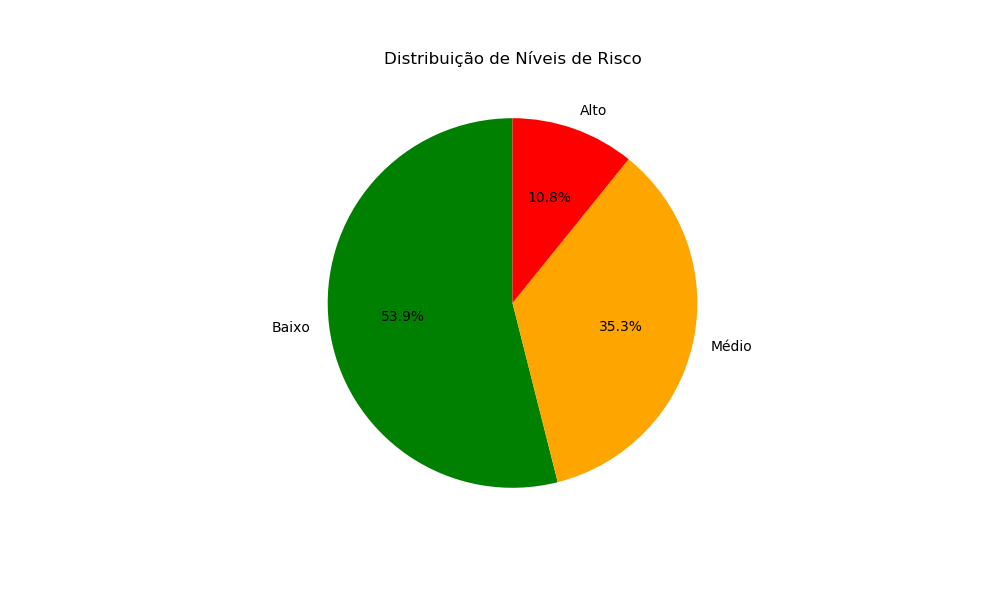 Distribuição de Níveis de Risco
Alto
10.8%
53.9%
35.3%
Baixo
Médio